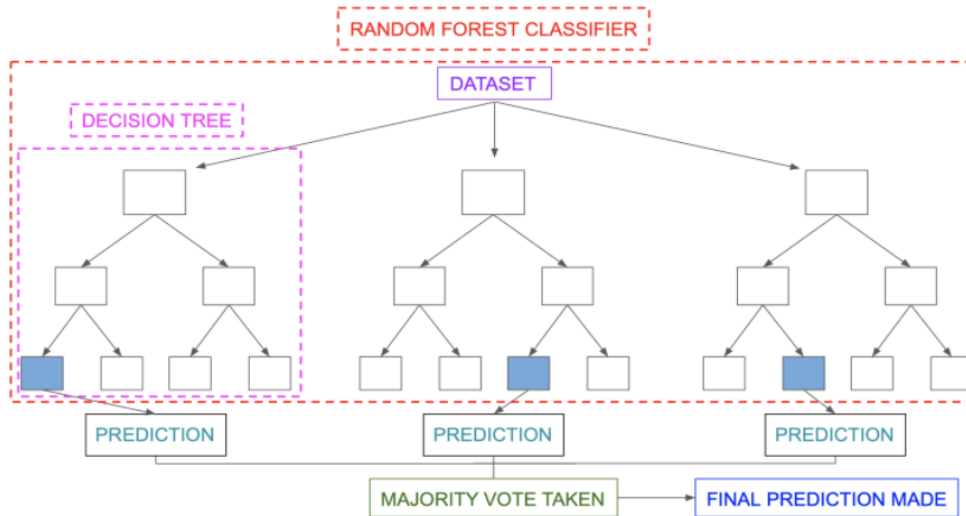 RANDOM FOREST CLASSIFIER
DATASET
DECISION TREE
PREDICTION
PREDICTION
PREDICTION
MAJORITY VOTE TAKEN
FINAL PREDICTION MADE